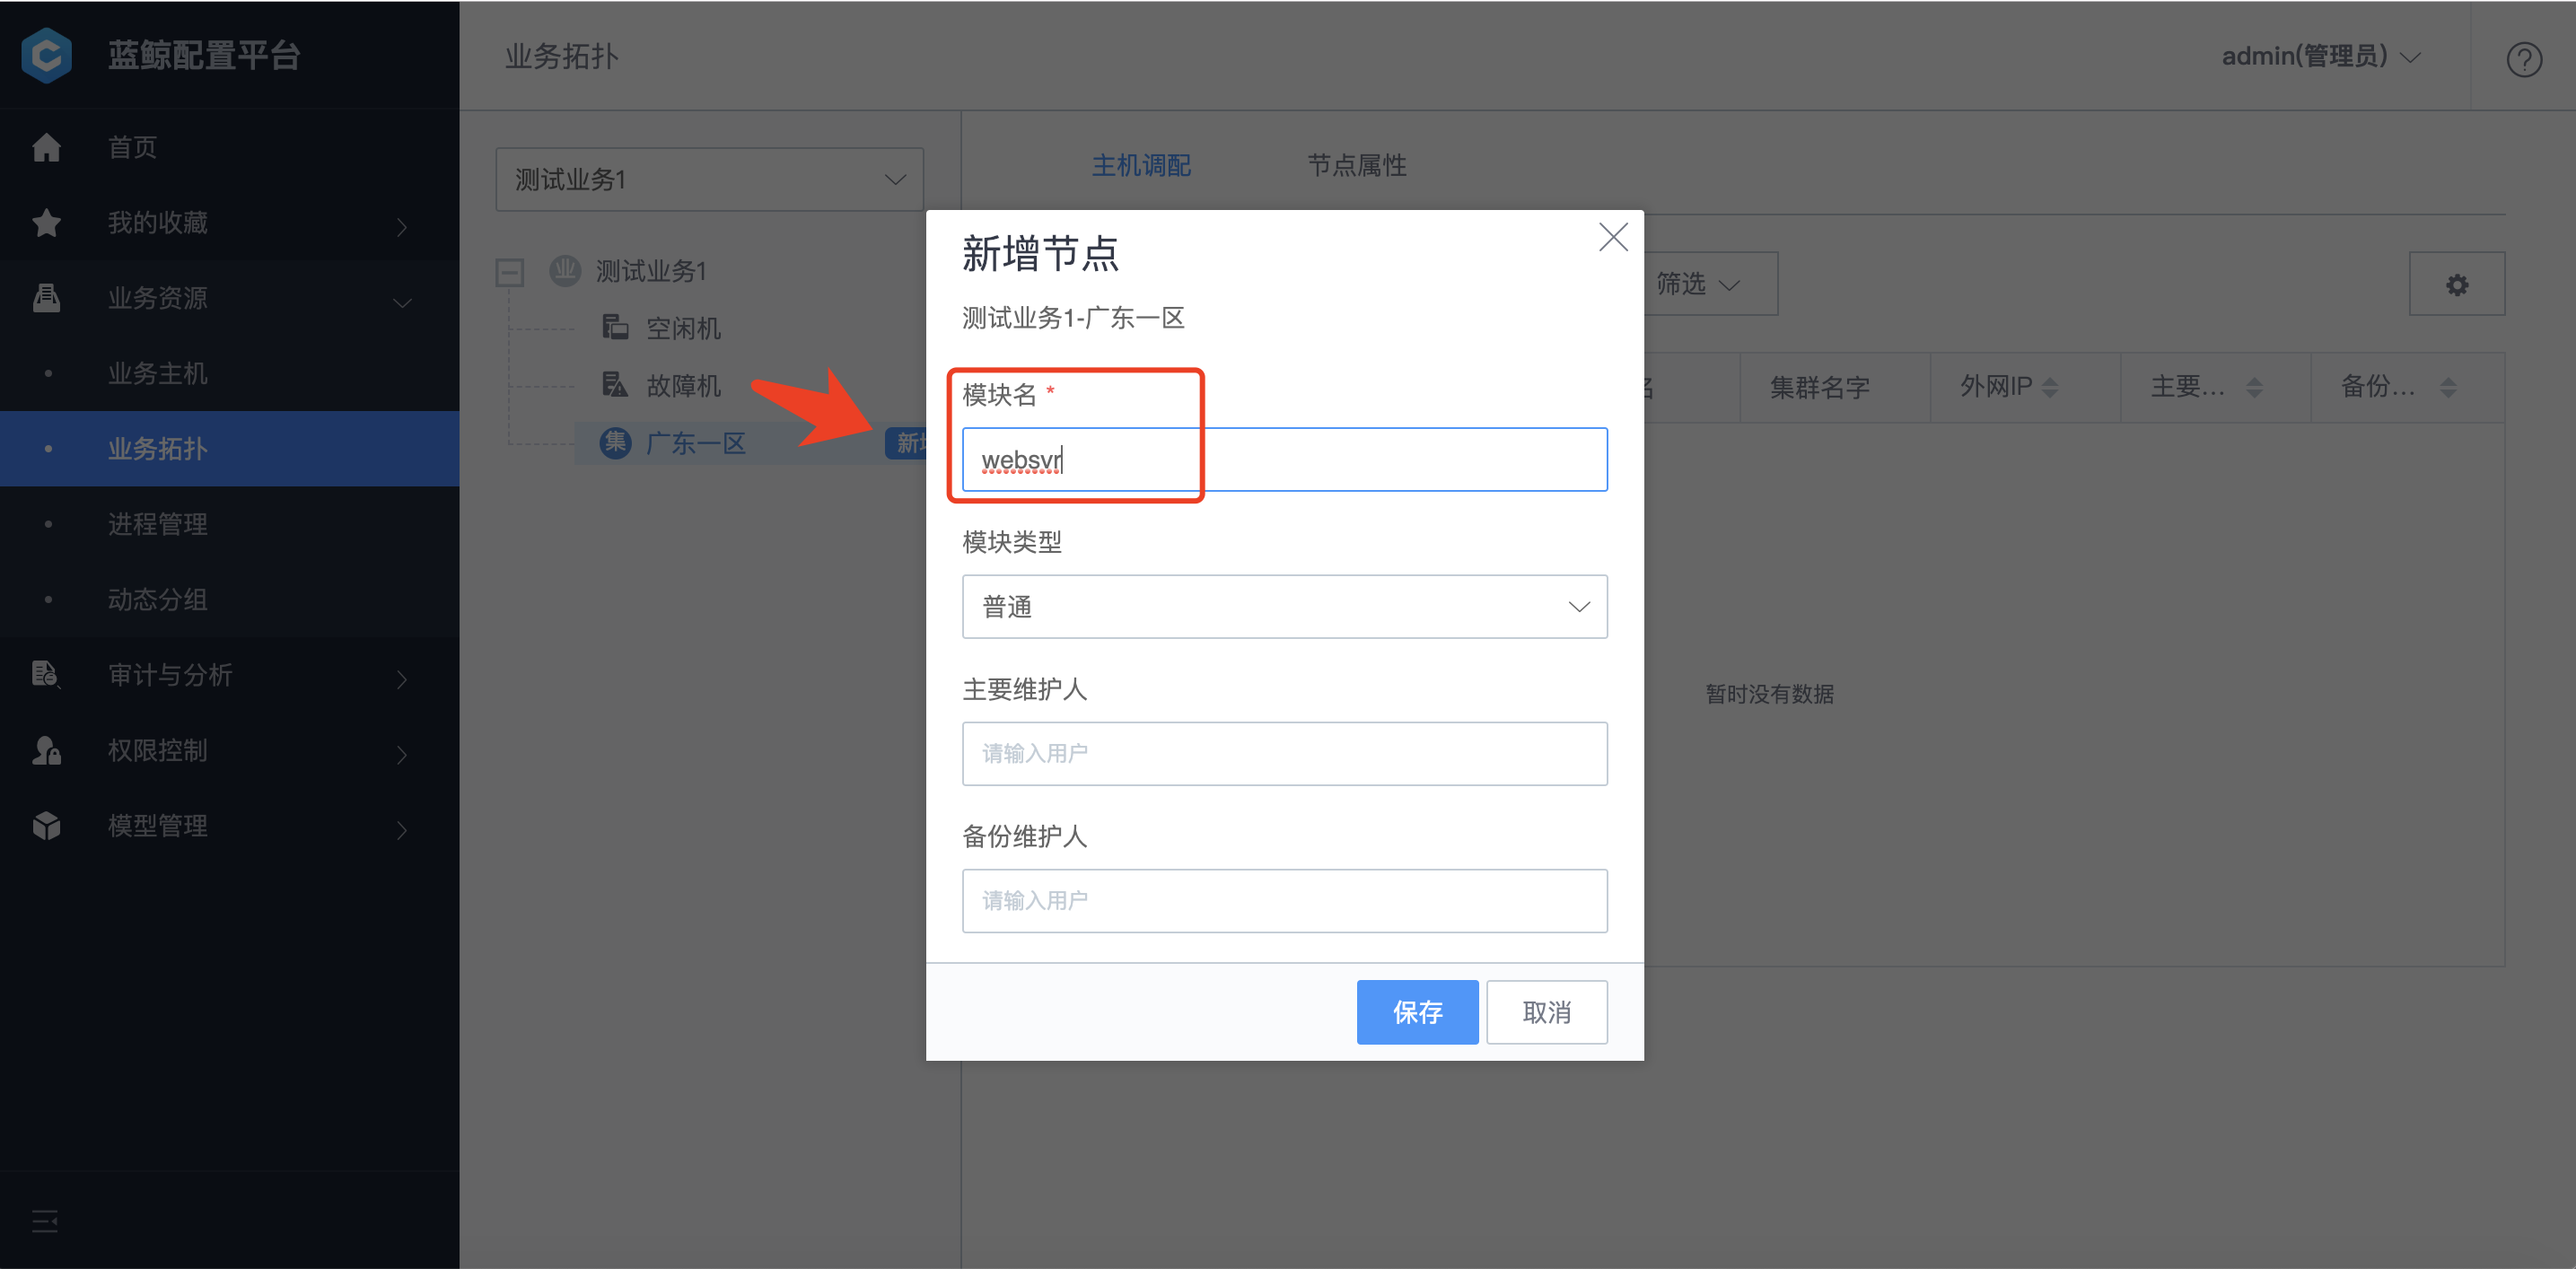 蓝鲸配置平台
业务拓扑
admin(管理员)
首页
我的收藏
业务资源
业务主机
业务拓扑
进程管理
动态分组
审计与分析
权限控制
模型管理
测试业务1
业 测试业务1
空闲机
故障机
集 广东一区
新增
主机调配 节点属性
筛选
集群名字 外网IP 主要... 备份...
暂时没有数据
新增节点
测试业务1-广东一区
模块名 *
websvr
模块类型
普通
主要维护人
请输入用户
备份维护人
请输入用户
保存 取消